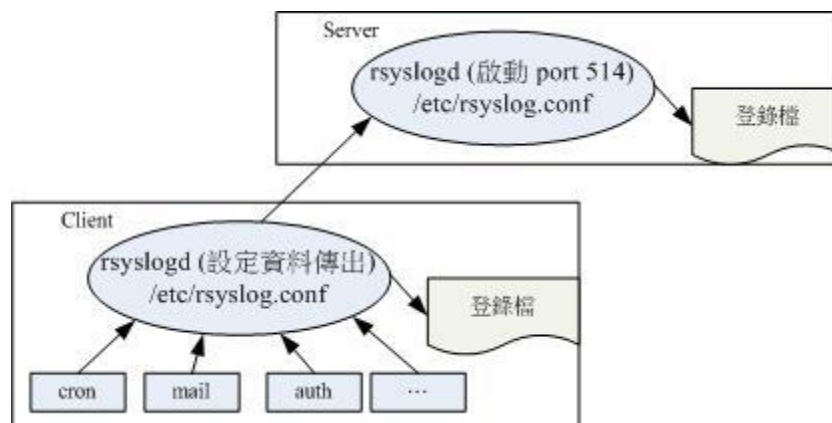 Server
rsyslogd (啟動 port 514)
/etc/rsyslog.conf
登錄檔
Client
rsyslogd (設定資料傳出)
/etc/rsyslog.conf
登錄檔
cron
mail
auth
…